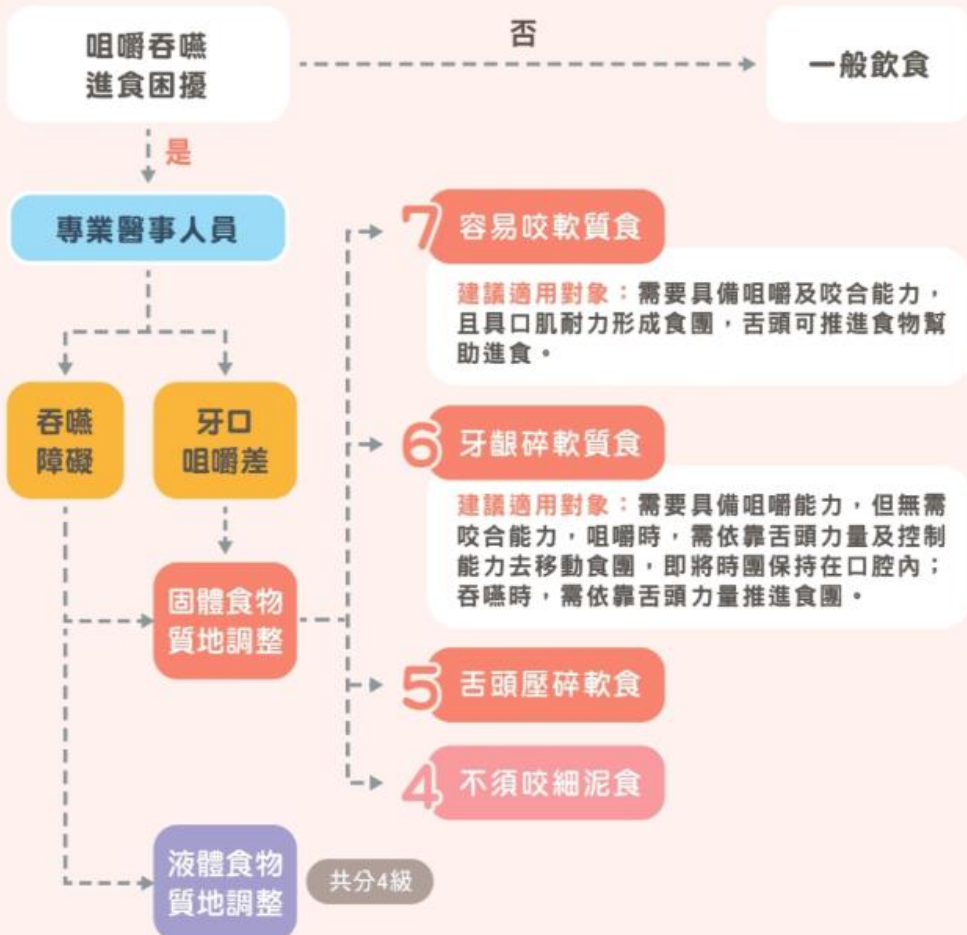 咀嚼吞嚥
進食困擾
否
一般飲食
是
專業醫事人員
吞嚥
障礙
牙口
咀嚼差
固體食物
質地調整
液體食物
質地調整
共分4級
7 容易咬軟質食
建議適用對象：需要具備咀嚼及咬合能力，
且具口肌耐力形成食團，舌頭可推進食物幫
助進食。
6 牙齦碎軟質食
建議適用對象：需要具備咀嚼能力，但無需
咬合能力，咀嚼時，需依靠舌頭力量及控制
能力去移動食團，即將時團保持在口腔內；
吞嚥時，需依靠舌頭力量推進食團。
5 舌頭壓碎軟食
4 不須咬細泥食